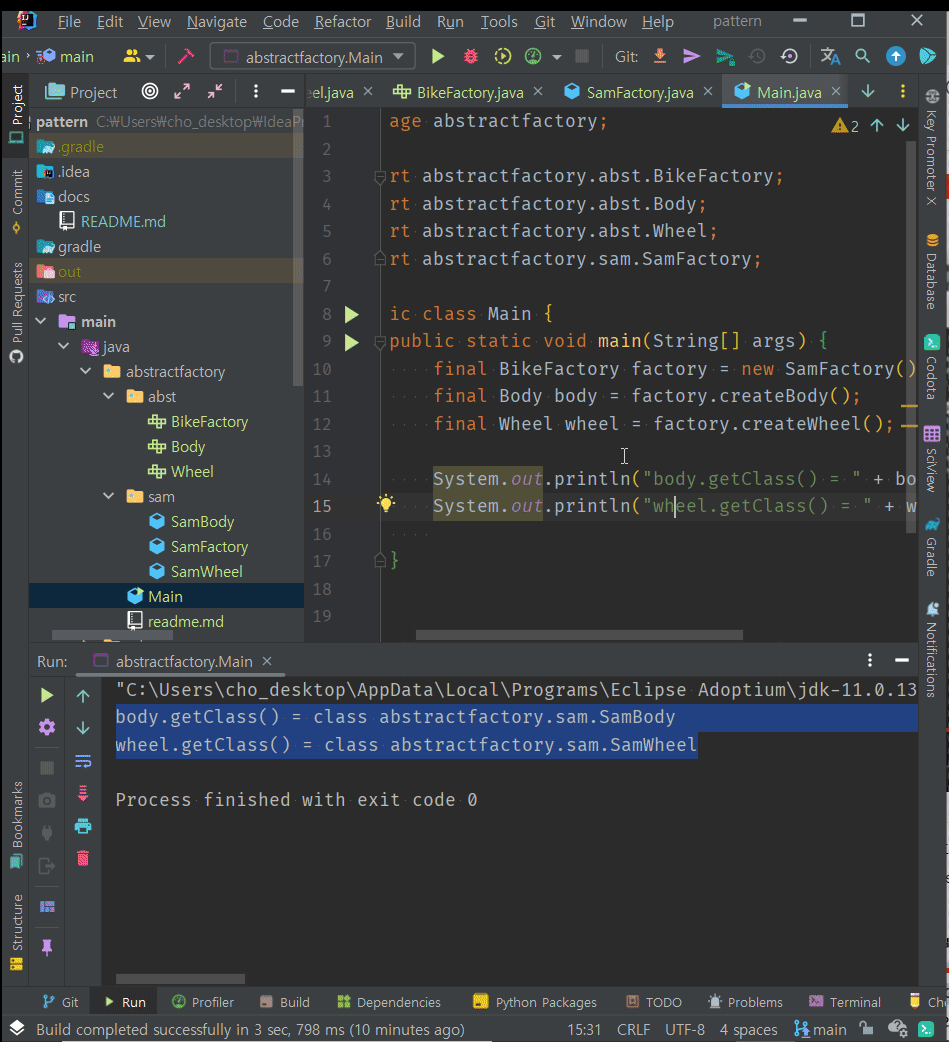 File Edit View Navigate Code Refactor Build Run Tools Git Window Help pattern
ain main abstractfactory.Main Git:
Project
eel.java BikeFactory.java SamFactory.java Main.java
pattern C:₩Users₩cho_desktop₩IdeaPr
.gradle
.idea
docs
README.md
gradle
out
src
main
java
abstractfactory
abst
BikeFactory
Body
Wheel
sam
SamBody
SamFactory
SamWheel
Main
readme.md
Project
Commit
Pull Requests
Bookmarks
Structure
2
1 age abstractfactory;
2
3 rt abstractfactory.abst.BikeFactory;
4 rt abstractfactory.abst.Body;
5 rt abstractfactory.abst.Wheel;
6 rt abstractfactory.sam.SamFactory;
7
8 ic class Main {
9 public static void main(String[] args) {
10 final BikeFactory factory = new SamFactory()
11 final Body body = factory.createBody();
12 final Wheel wheel = factory.createWheel();
13
14 System.out.println("body.getClass() = " + bo
15 System.out.println("wheel.getClass() = " + w
16
17 }
18
19
Key Promoter X
Database
Codota
SciView
Gradle
Notifications
Run: abstractfactory.Main
"C:\Users\cho_desktop\AppData\Local\Programs\Eclipse Adoptium\jdk-11.0.13
body.getClass() = class abstractfactory.sam.SamBody
wheel.getClass() = class abstractfactory.sam.SamWheel
Process finished with exit code 0
Git Run Profiler Build Dependencies Python Packages TODO Problems Terminal Ch
Build completed successfully in 3 sec, 798 ms (10 minutes ago) 15:31 CRLF UTF-8 4 spaces main